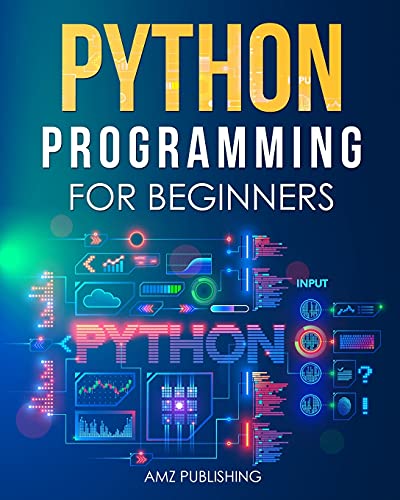 PYTHON
PROGRAMMING
FOR BEGINNERS
INPUT
PYTHON
?
!
AMZ PUBLISHING